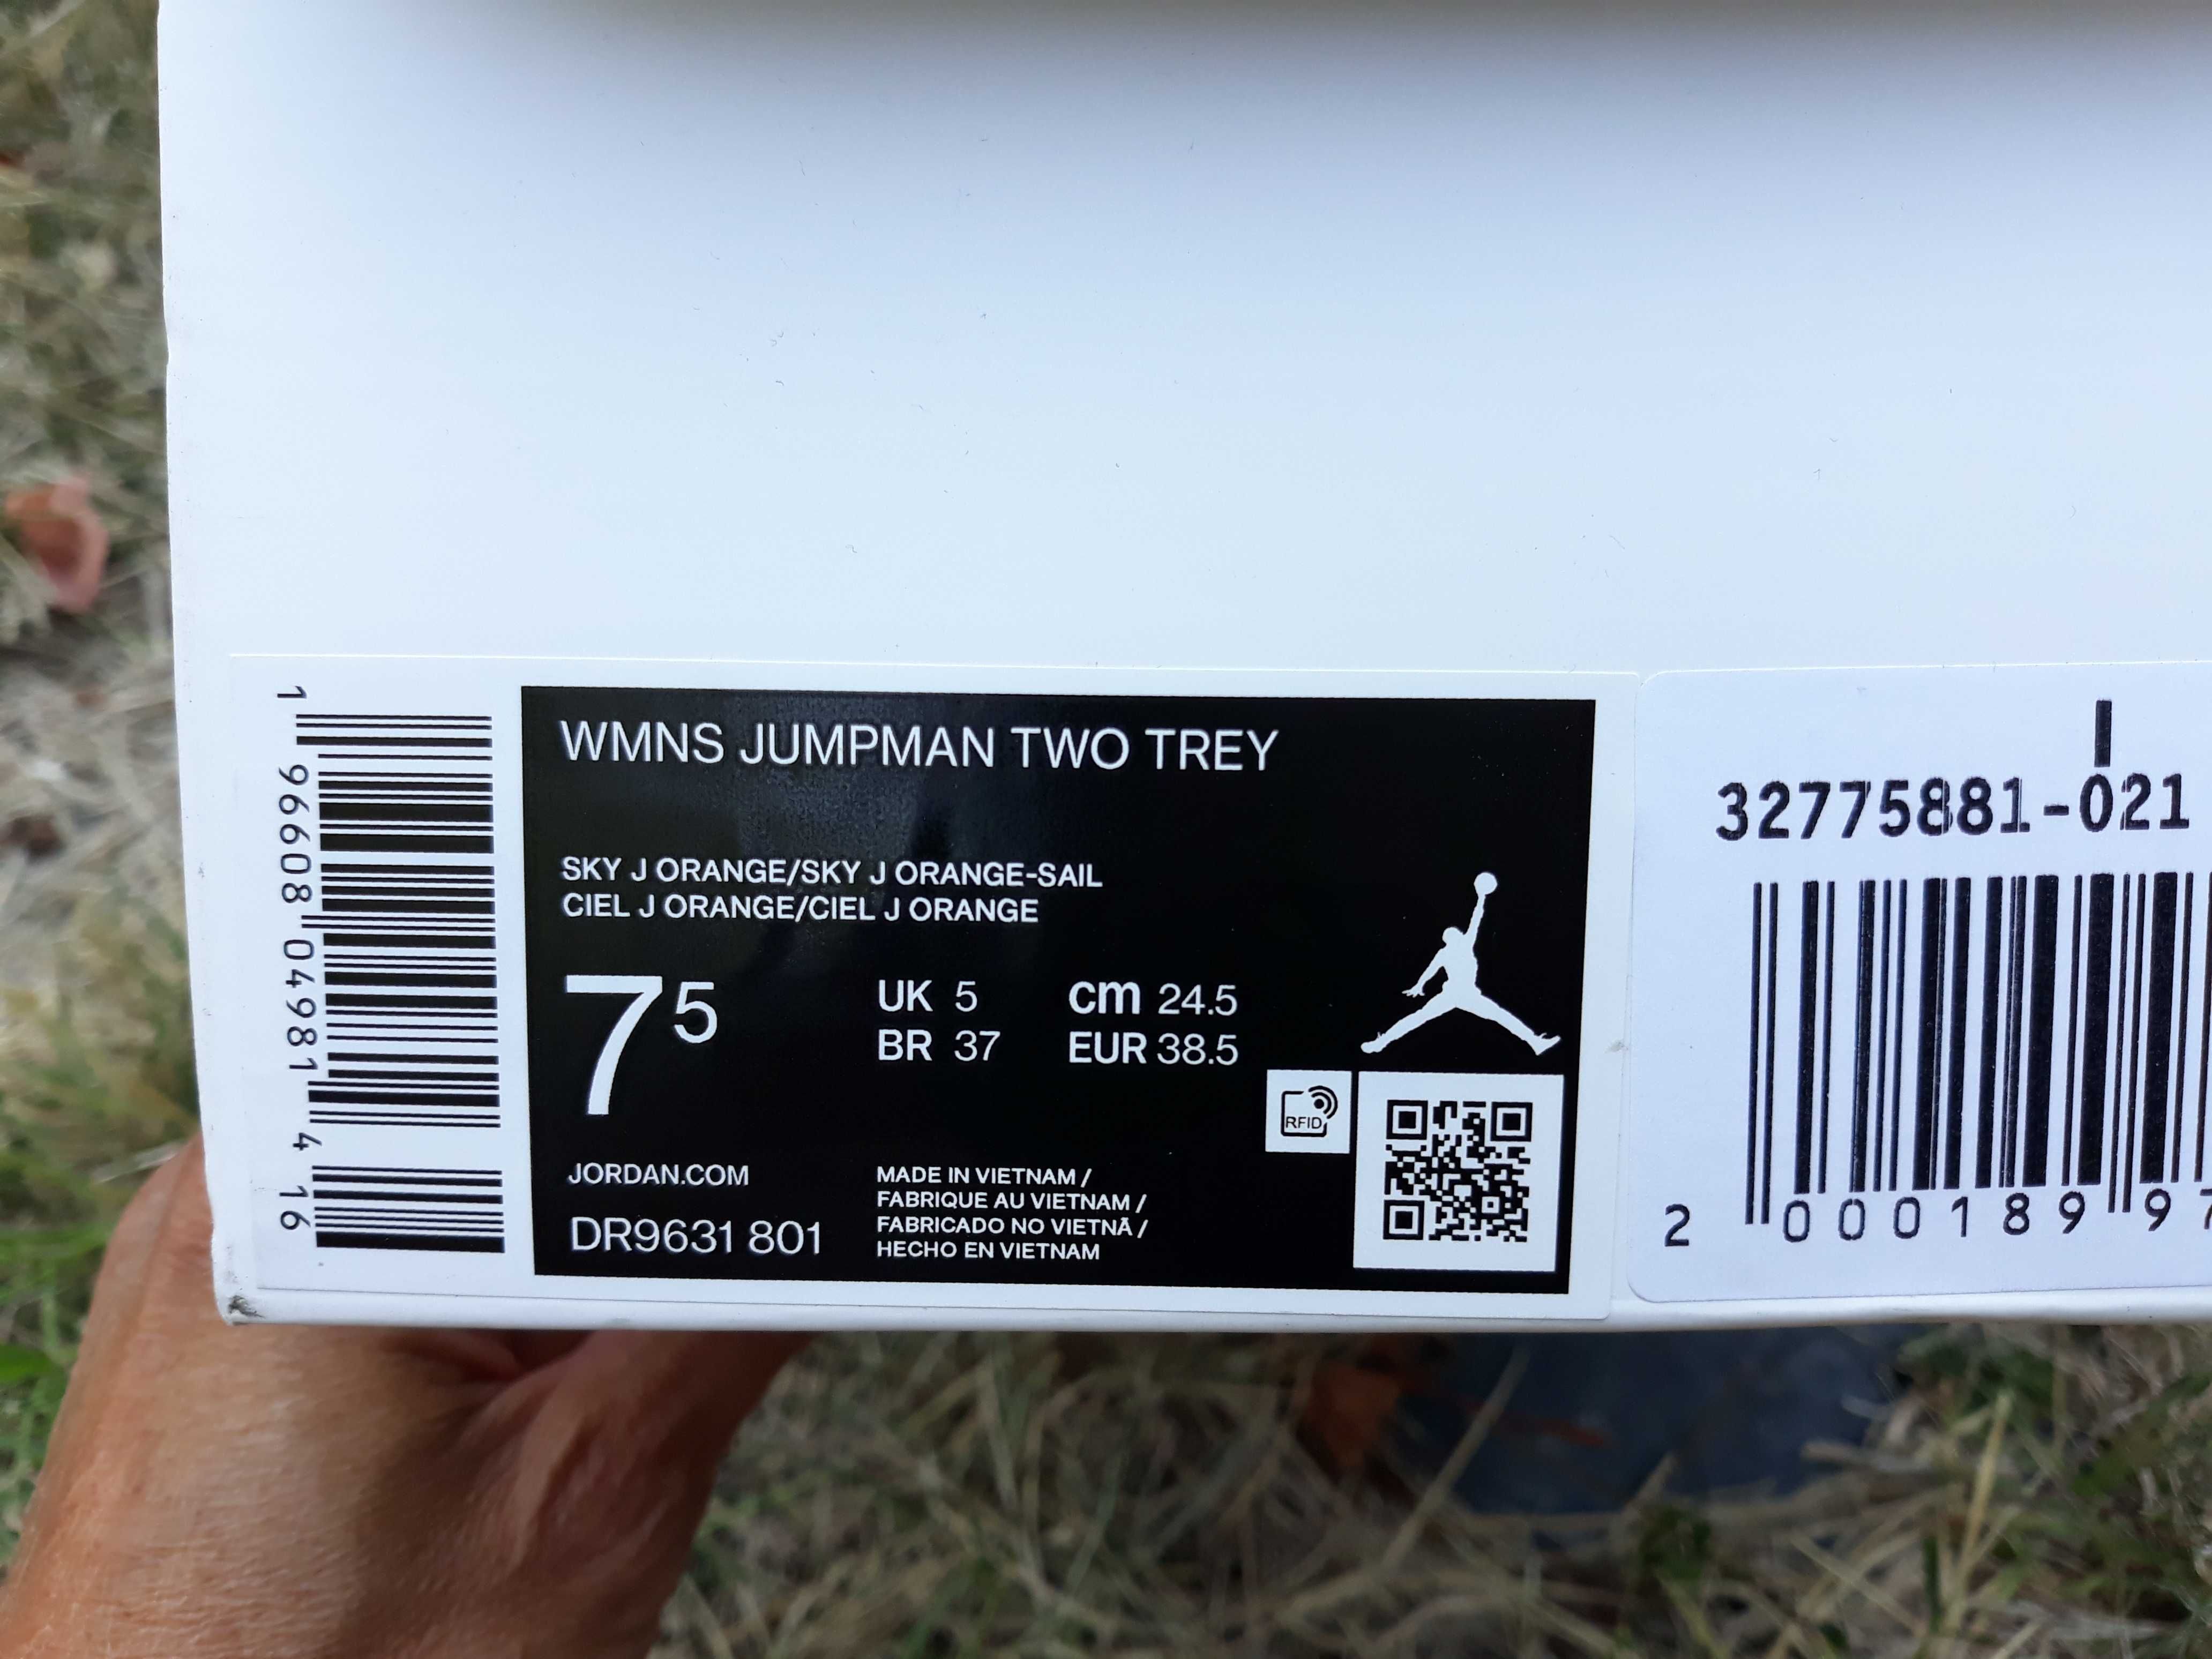 1 96608 04981 4 16
WMNS JUMPMAN TWO TREY
SKY J ORANGE/SKY J ORANGE-SAIL
CIEL J ORANGE/CIEL J ORANGE
7 5
UK 5 cm 24.5
BR 37 EUR 38.5
RFID
JORDAN.COM
DR9631 801
MADE IN VIETNAM /
FABRIQUE AU VIETNAM /
FABRICADO NO VIETNÃ /
HECHO EN VIETNAM
32775881-021
2 000189 97